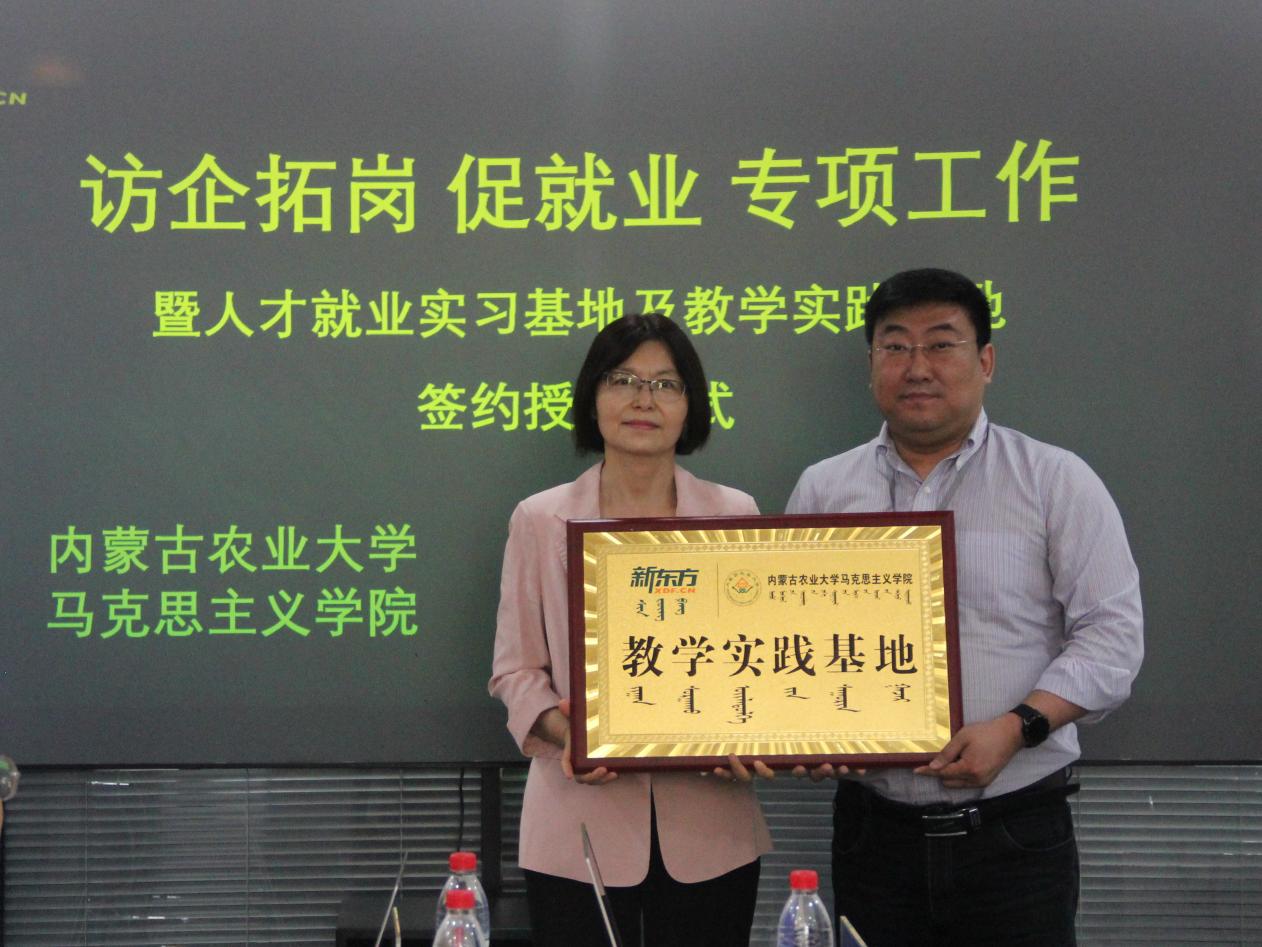 CN
访企拓岗 促就业 专项工作
暨人才就业实习基地及教学实践 地
签约授 式
内蒙古农业大学
马克思主义学院
新东方
XDF.CN
内蒙古农业大学马克思主义学院
教学实践基地